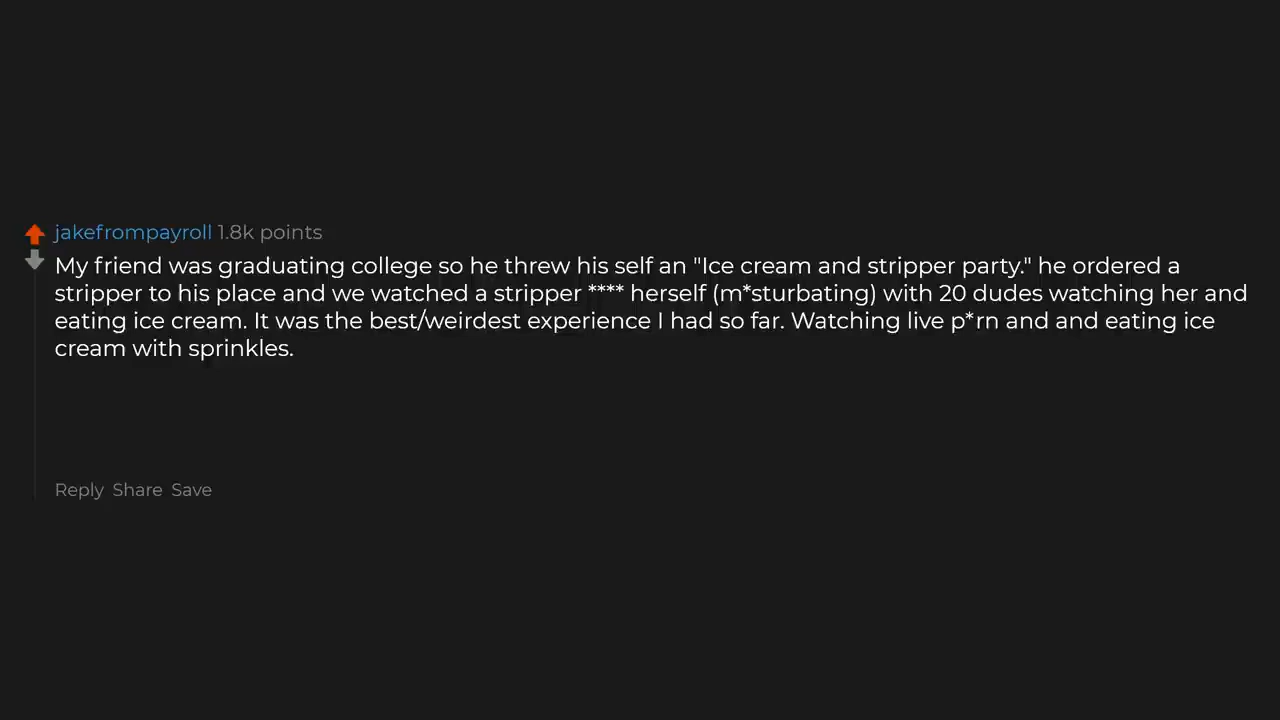 jakefrompayroll 1.8k points
My friend was graduating college so he threw his self an "Ice cream and stripper party." he ordered a
stripper to his place and we watched a stripper **** herself (m*sturbating) with 20 dudes watching her and
eating ice cream. It was the best/weirdest experience I had so far. Watching live p*rn and and eating ice
cream with sprinkles.
Reply Share Save